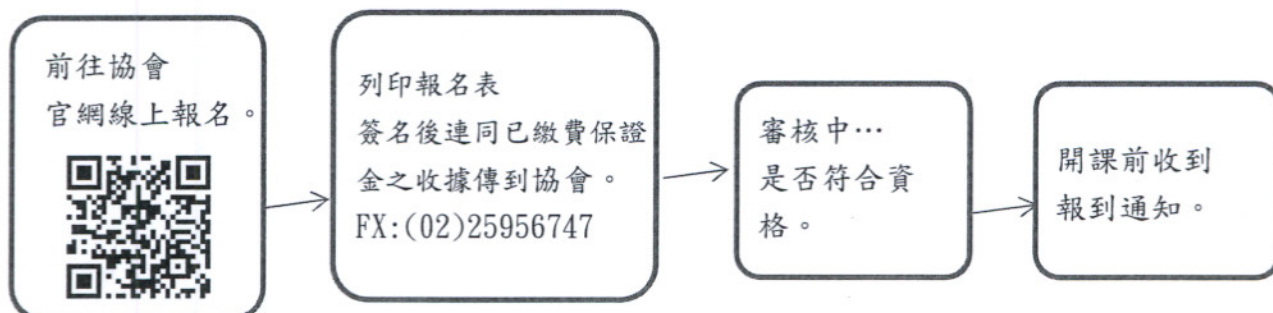 前往協會
官網線上報名。
列印報名表
簽名後連同已繳費保證
金之收據傳到協會。
FX:(02)25956747
審核中…
是否符合資
格。
開課前收到
報到通知。